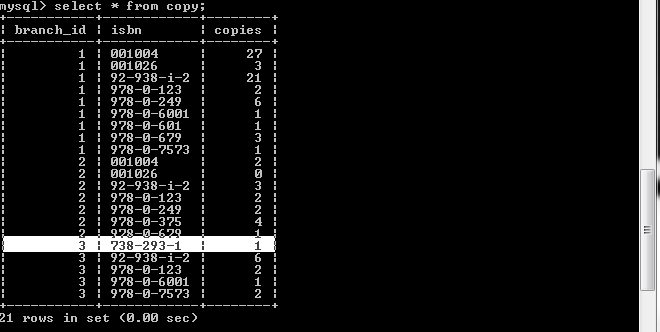 mysql> select * from copy;
| branch_id | isbn | copies |
| 1 | 001004 | 27 |
| 1 | 001026 | 3 |
| 1 | 92-938-i-2 | 21 |
| 1 | 978-0-123 | 2 |
| 1 | 978-0-249 | 6 |
| 1 | 978-0-6001 | 1 |
| 1 | 978-0-601 | 1 |
| 1 | 978-0-679 | 3 |
| 1 | 978-0-7573 | 1 |
| 2 | 001004 | 2 |
| 2 | 001026 | 0 |
| 2 | 92-938-i-2 | 3 |
| 2 | 978-0-123 | 2 |
| 2 | 978-0-249 | 2 |
| 2 | 978-0-375 | 4 |
| 2 | 978-0-679 | 1 |
| 3 | 738-293-1 | 1 |
| 3 | 92-938-i-2 | 6 |
| 3 | 978-0-123 | 2 |
| 3 | 978-0-6001 | 1 |
| 3 | 978-0-7573 | 2 |
21 rows in set (0.00 sec)